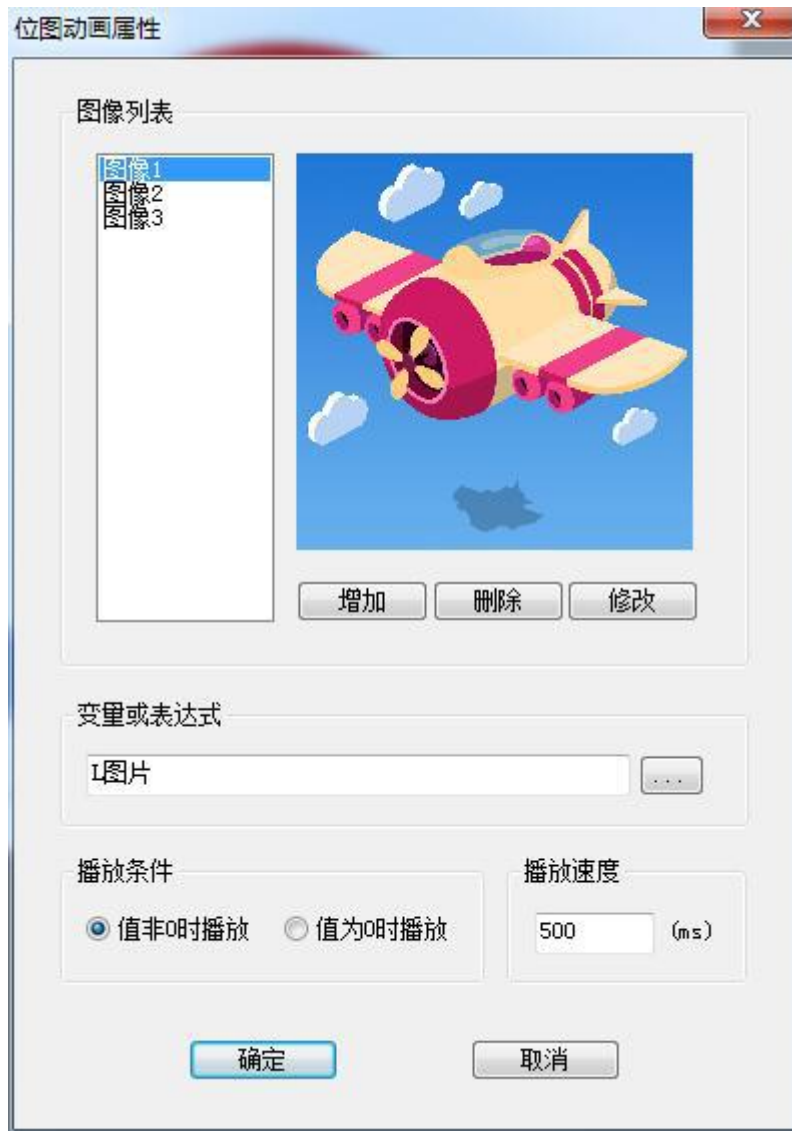 位图动画属性
图像列表
图像1
图像2
图像3
增加 删除 修改
变量或表达式
L图片 ...
播放条件 播放速度
值非0时播放 值为0时播放 500 (ms)
确定 取消